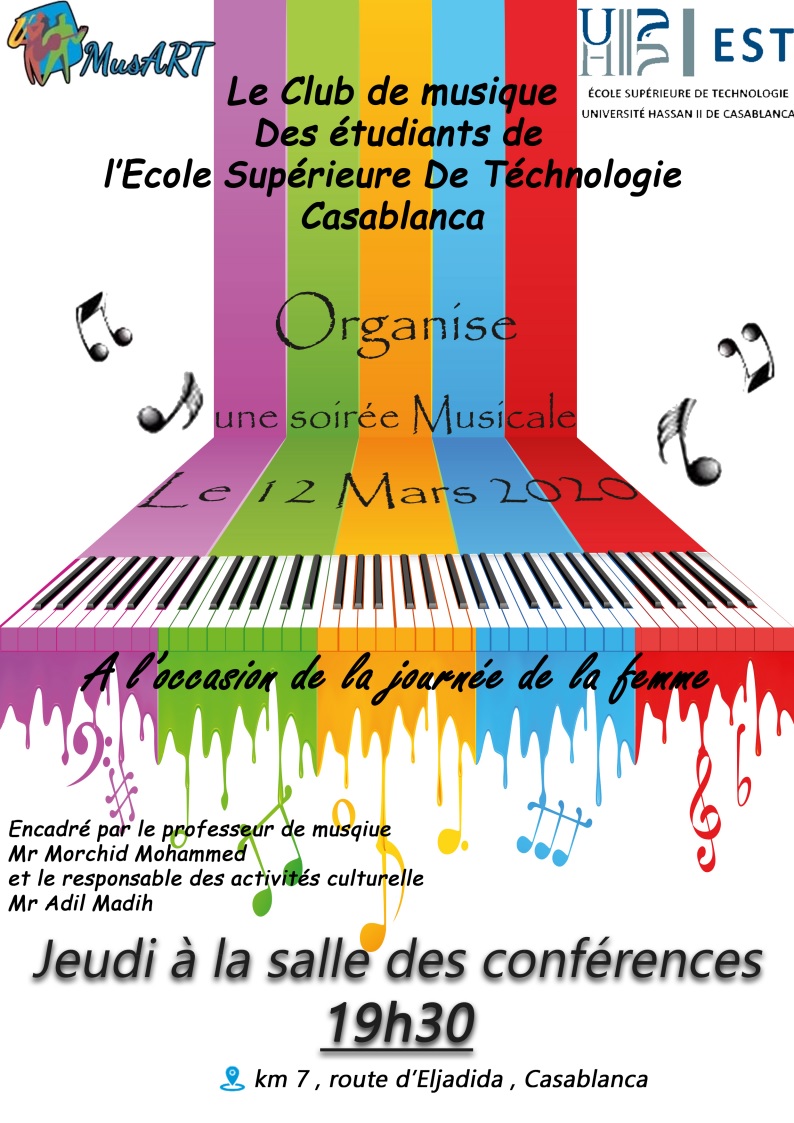 MusART
EST
ÉCOLE SUPÉRIEURE DE TECHNOLOGIE
UNIVERSITÉ HASSAN II DE CASABLANCA
Le Club de musique
Des étudiants de
l'Ecole Supérieure De Téchnologie
Casablanca
Organise
une soirée Musicale
Le 12 Mars 2020
A l'occasion de la journée de la femme
Encadré par le professeur de musqiue
Mr Morchid Mohammed
et le responsable des activités culturelle
Mr Adil Madih
Jeudi à la salle des conférences
19h30
km 7 , route d'Eljadida , Casablanca